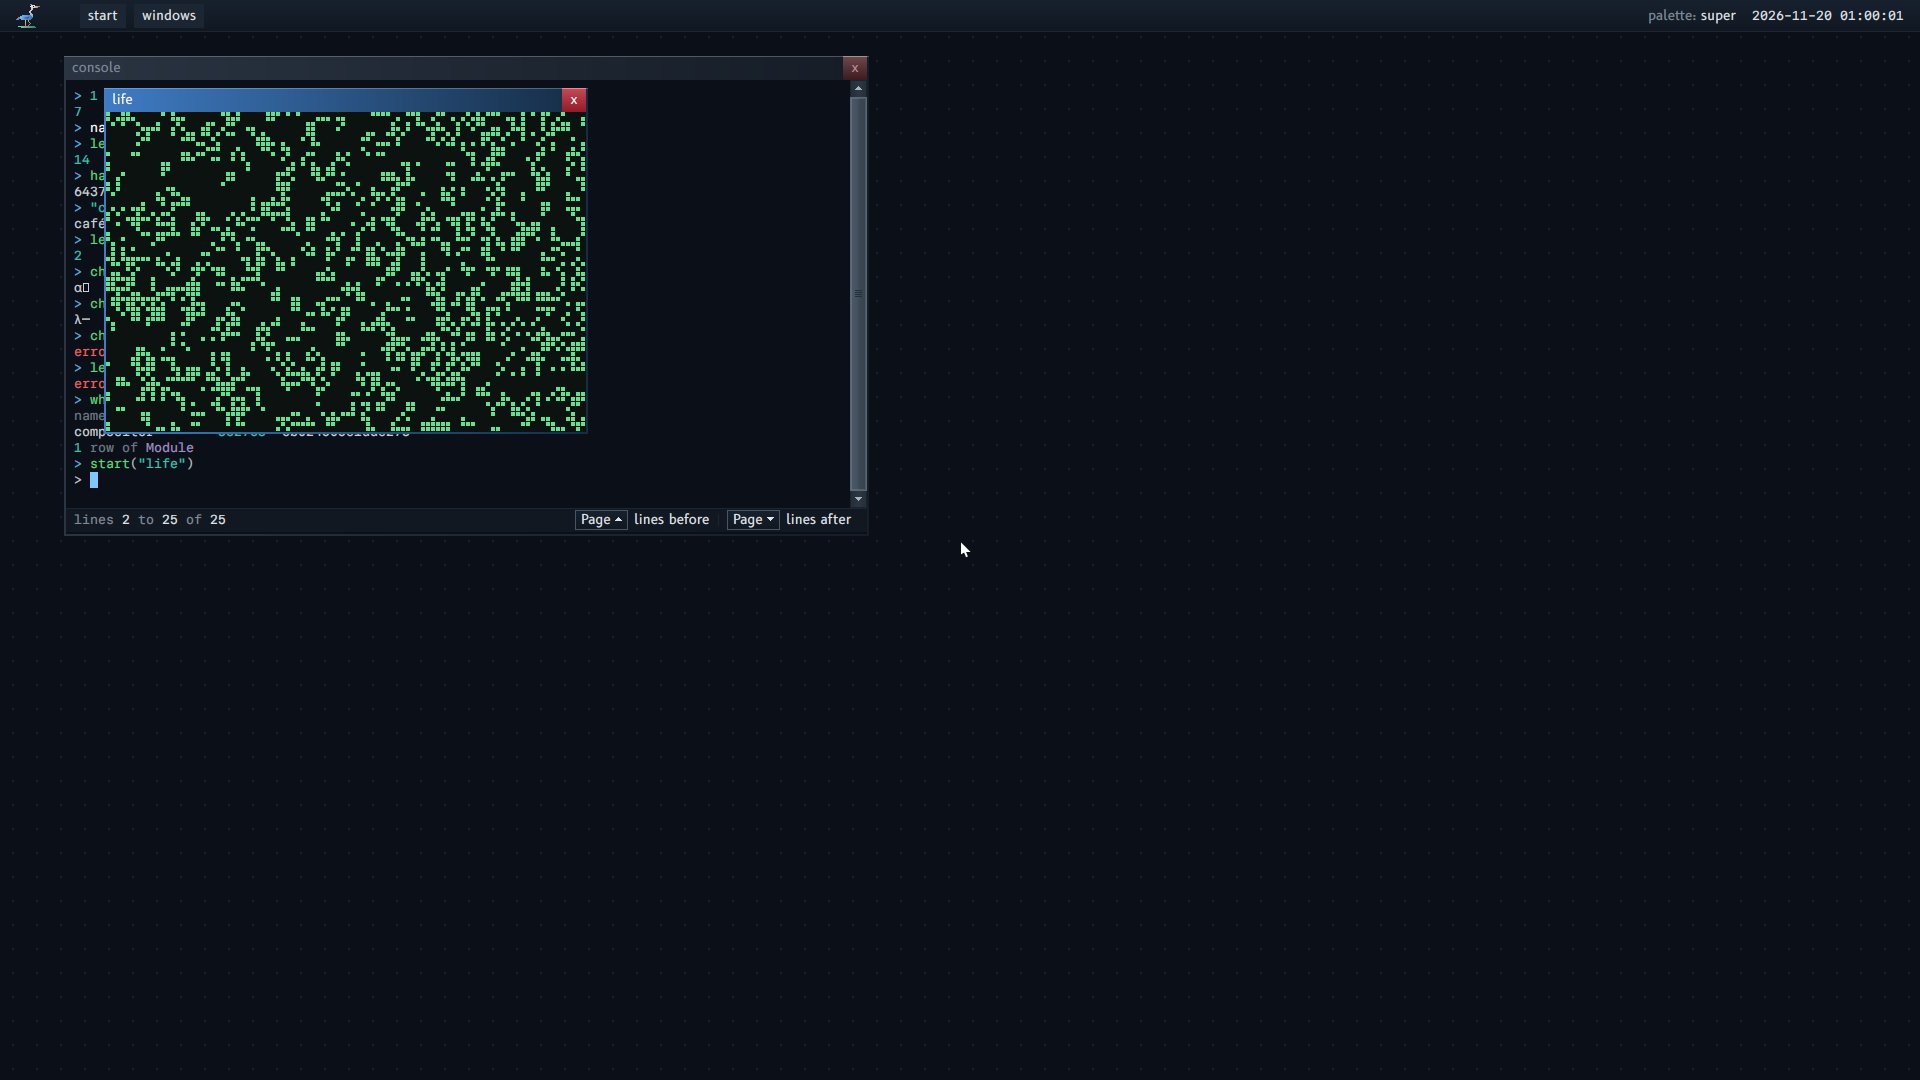 start windows palette: super 2026-11-20 01:00:01
console x
life x
> 1
7
> na
> le
14
> ha
6437
> "c
café
> le
2
> ch
α▯
> ch
λ—
> ch
erro
> le
erro
> wh
name
1 row of Module
> start("life")
>
lines 2 to 25 of 25 Page ▲ lines before Page ▼ lines after